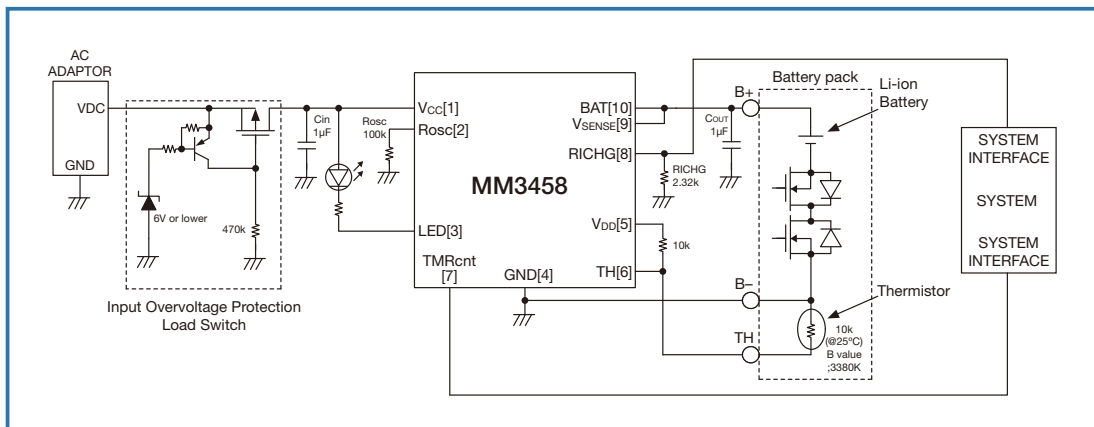 AC
ADAPTOR
VDC
GND
6V or lower
470k
Input Overvoltage Protection
Load Switch
Cin
1µF
Rosc
100k
VCC[1]
Rosc[2]
LED[3]
TMRcnt
[7]
GND[4]
MM3458
BAT[10]
VSENSE[9]
RICHG[8]
VDD[5]
TH[6]
RICHG
2.32k
10k
COUT
1µF
B+
B−
TH
Battery pack
Li-ion
Battery
Thermistor
10k
(@25°C)
B value
;3380K
SYSTEM
INTERFACE
SYSTEM
SYSTEM
INTERFACE